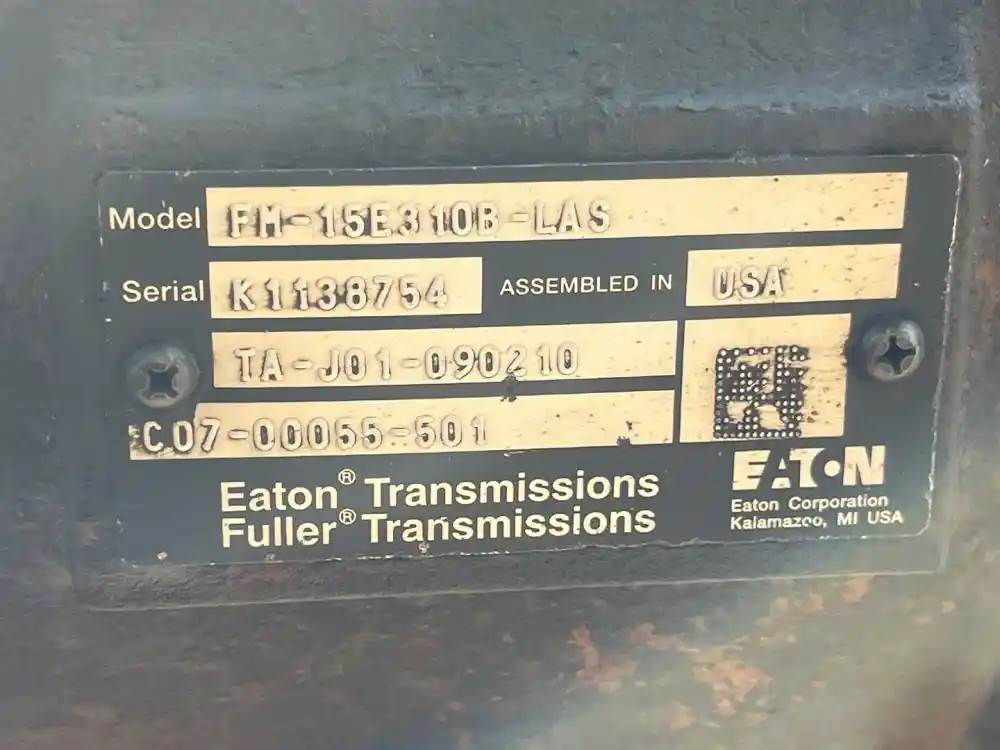 Model FM-15E310B-LAS
Serial K1138754 ASSEMBLED IN USA
TA-J01-090210
C07-00055-501
Eaton® Transmissions
Fuller® Transmissions
EATON
Eaton Corporation
Kalamazoo, MI USA